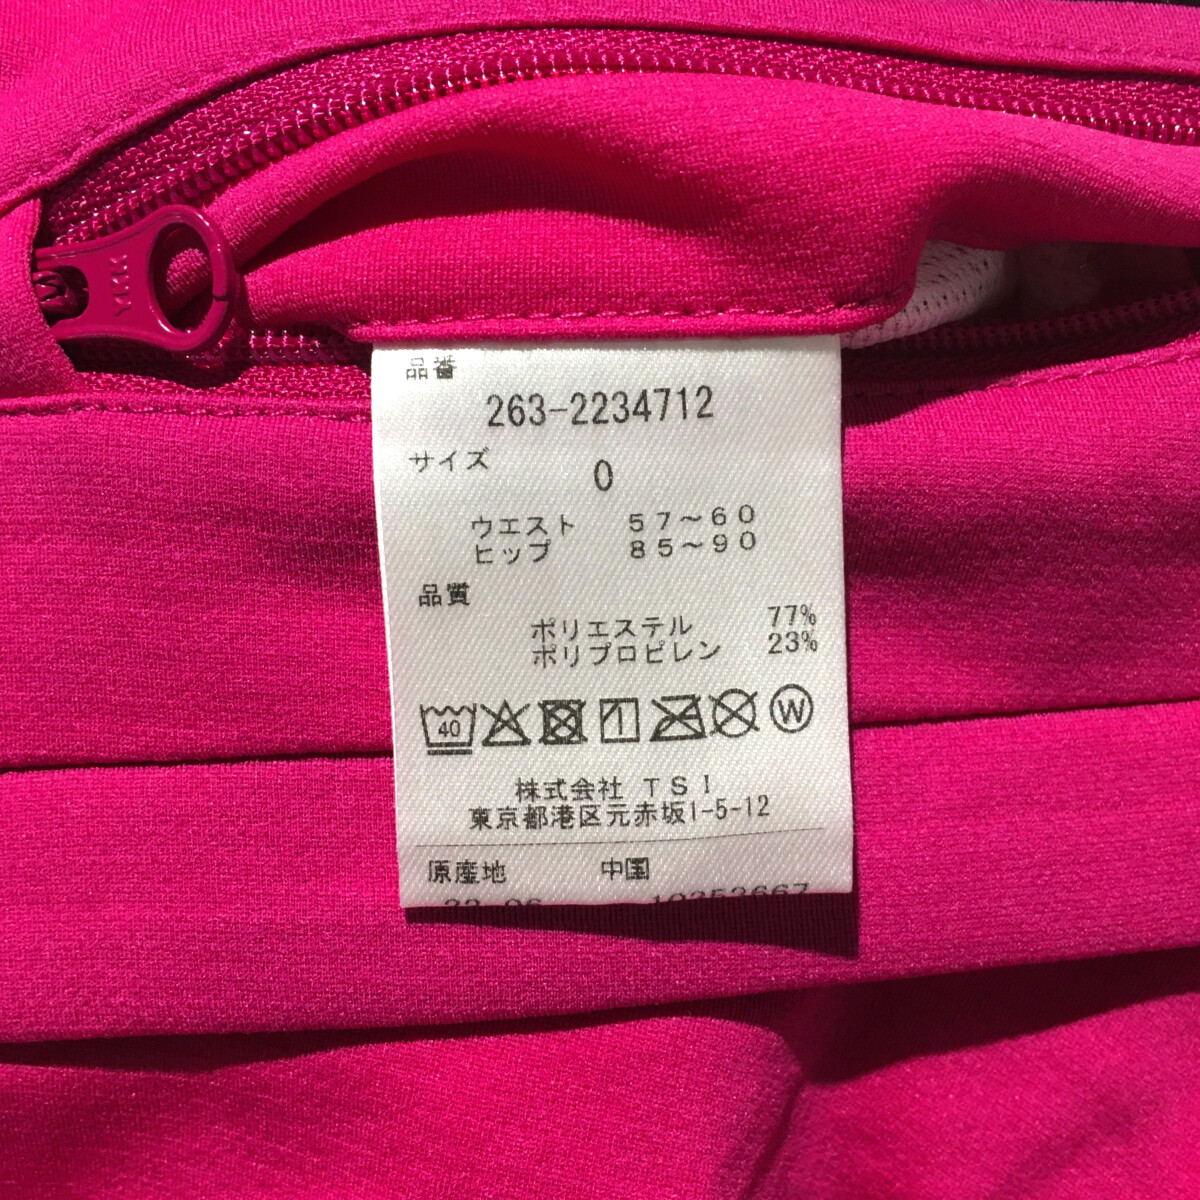 YKK
品番
263-2234712
サイズ
0
ウエスト 57～60
ヒップ 85～90
品質
ポリエステル 77%
ポリプロピレン 23%
40
W
株式会社 TSI
東京都港区元赤坂1-5-12
原産地 中国